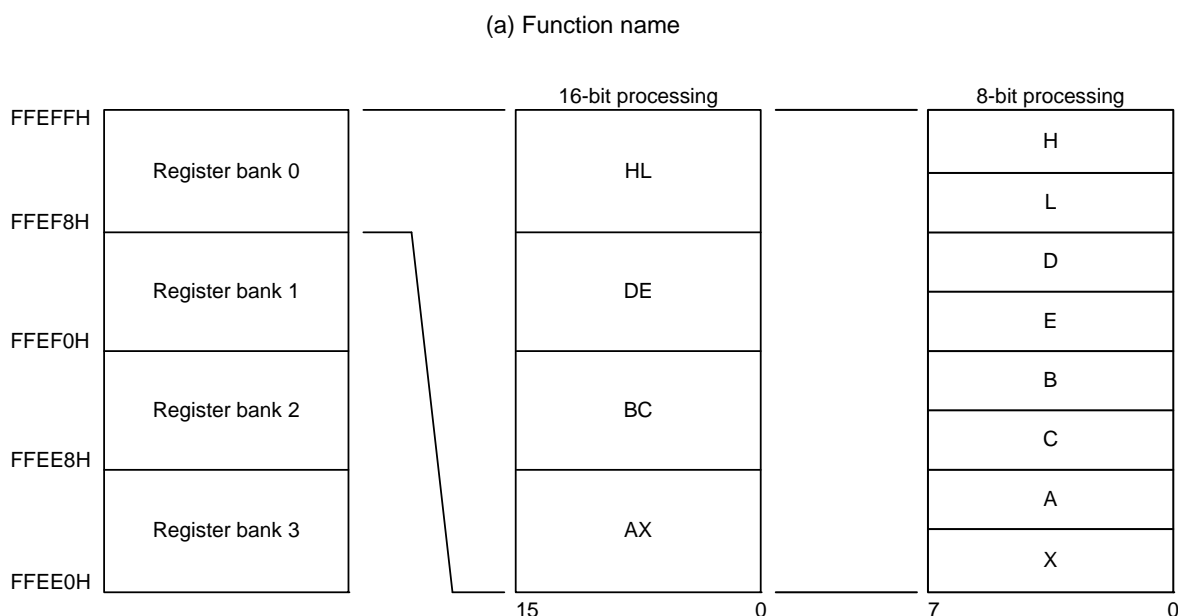 (a) Function name
16-bit processing
8-bit processing
FFEFFH
Register bank 0
HL
H
L
FFEF8H
Register bank 1
DE
D
E
FFEF0H
Register bank 2
BC
B
C
FFEE8H
Register bank 3
AX
A
X
FFEE0H
15 0
7 0